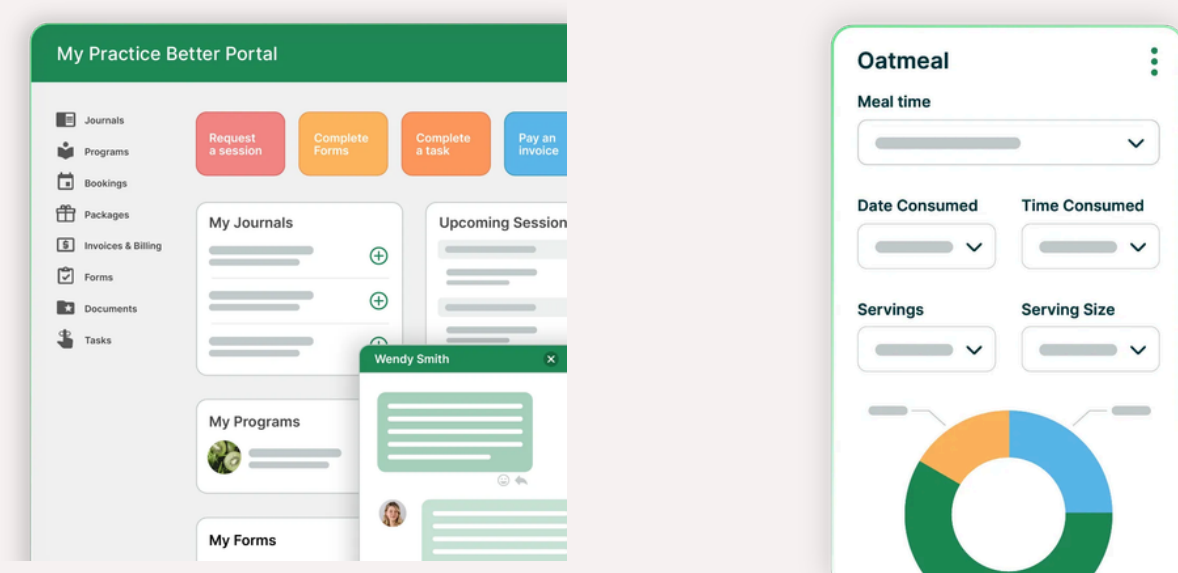 My Practice Better Portal
Journals
Programs
Bookings
Packages
Invoices & Billing
Forms
Documents
Tasks
Request
a session
Complete
Forms
Complete
a task
Pay an
invoice
My Journals
Upcoming Session
Wendy Smith
My Programs
My Forms
Oatmeal
Meal time
Date Consumed
Time Consumed
Servings
Serving Size